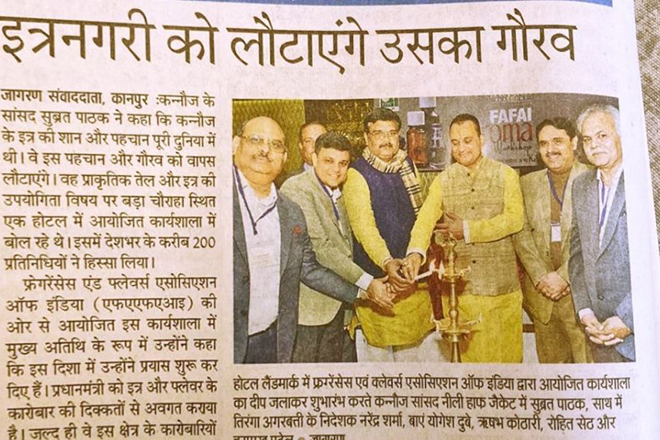 इत्रनगरी को लौटाएंगे उसका गौरव
जागरण संवाददाता, कानपुर :कन्नौज के
सांसद सुब्रत पाठक ने कहा कि कन्नौज
के इत्र की शान और पहचान पूरी दुनिया में
थी। वे इस पहचान और गौरव को वापस
लौटाएंगे। वह प्राकृतिक तेल और इत्र की
उपयोगिता विषय पर बड़ा चौराहा स्थित
एक होटल में आयोजित कार्यशाला में
बोल रहे थे। इसमें देशभर के करीब 200
प्रतिनिधियों ने हिस्सा लिया।
फ्रेगरेंसेस एंड फ्लेवर्स एसोसिएशन
ऑफ इंडिया (एफएएफएआइ) की
ओर से आयोजित इस कार्यशाला में
मुख्य अतिथि के रूप में उन्होंने कहा
कि इस दिशा में उन्होंने प्रयास शुरू कर
दिए हैं। प्रधानमंत्री को इत्र और फ्लेवर के
कारोबार की दिक्कतों से अवगत कराया
है। जल्द ही वे इस क्षेत्र के कारोबारियों
FAFAI
oma
होटल लैंडमार्क में फ्रेगरेंसेस एवं फ्लेवर्स एसोसिएशन ऑफ इंडिया द्वारा आयोजित कार्यशाला
का दीप जलाकर शुभारंभ करते कन्नौज सांसद नीली हाफ जैकेट में सुब्रत पाठक, साथ में
तिरंगा अगरबत्ती के निदेशक नरेंद्र शर्मा, बाएं योगेश दुबे, ऋषभ कोठारी, रोहित सेठ और
जागरण